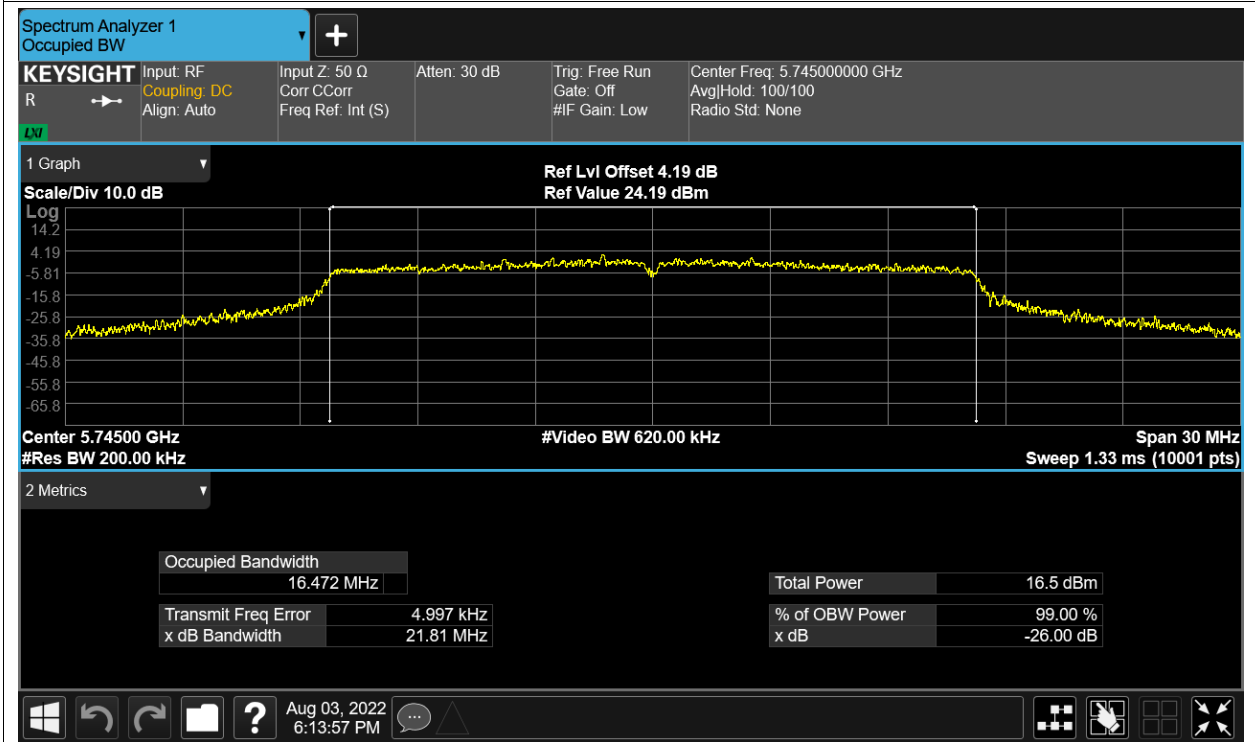 Spectrum Analyzer 1
Occupied BW
KEYSIGHT
R
LXI
Input: RF
Coupling: DC
Align: Auto
Input Z: 50 Ω
Corr CCorr
Freq Ref: Int (S)
Atten: 30 dB
Trig: Free Run
Gate: Off
#IF Gain: Low
Center Freq: 5.745000000 GHz
Avg|Hold: 100/100
Radio Std: None
1 Graph
Scale/Div 10.0 dB
Ref Lvl Offset 4.19 dB
Ref Value 24.19 dBm
Log
14.2
4.19
-5.81
-15.8
-25.8
-35.8
-45.8
-55.8
-65.8
Center 5.74500 GHz
#Res BW 200.00 kHz
#Video BW 620.00 kHz
Span 30 MHz
Sweep 1.33 ms (10001 pts)
2 Metrics
Occupied Bandwidth
16.472 MHz
Transmit Freq Error 4.997 kHz
x dB Bandwidth 21.81 MHz
Total Power 16.5 dBm
% of OBW Power 99.00 %
x dB -26.00 dB
?
Aug 03, 2022
6:13:57 PM